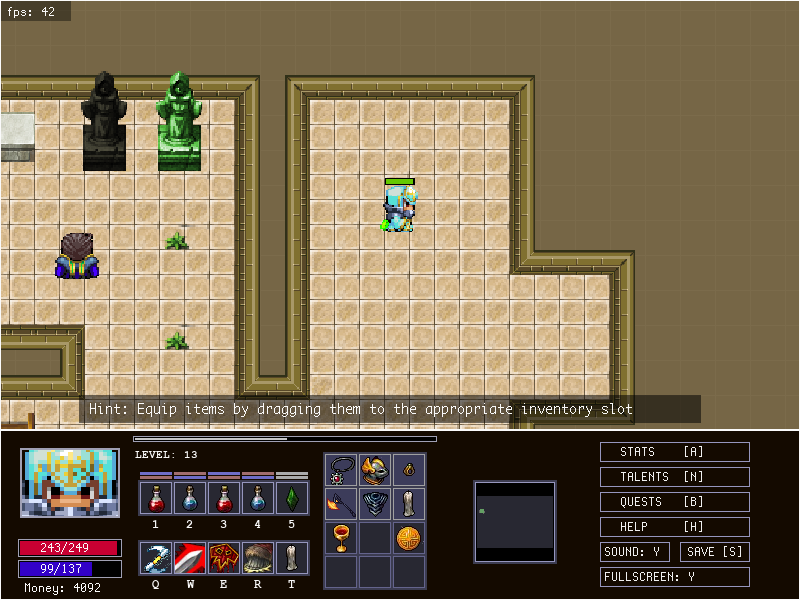 fps: 42
Hint: Equip items by dragging them to the appropriate inventory slot
LEVEL: 13
1 2 3 4 5
Q W E R T
243/249
99/137
Money: 4092
STATS [A]
TALENTS [N]
QUESTS [B]
HELP [H]
SOUND: Y SAVE [S]
FULLSCREEN: Y